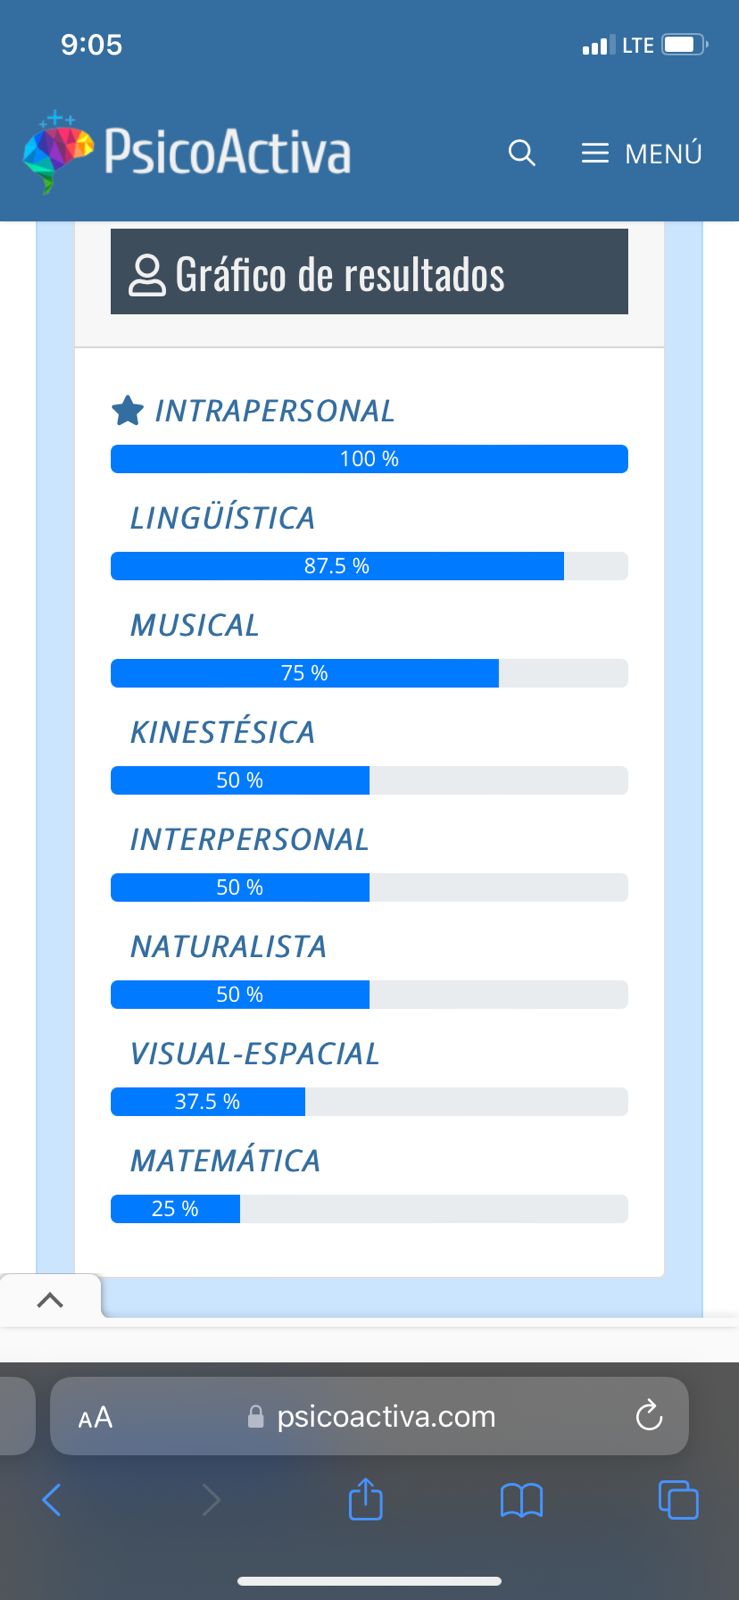 9:05
LTE
PsicoActiva
MENÚ
Gráfico de resultados
INTRAPERSONAL
100 %
LINGÜÍSTICA
87.5 %
MUSICAL
75 %
KINESTÉSICA
50 %
INTERPERSONAL
50 %
NATURALISTA
50 %
VISUAL-ESPACIAL
37.5 %
MATEMÁTICA
25 %
AA
psicoactiva.com